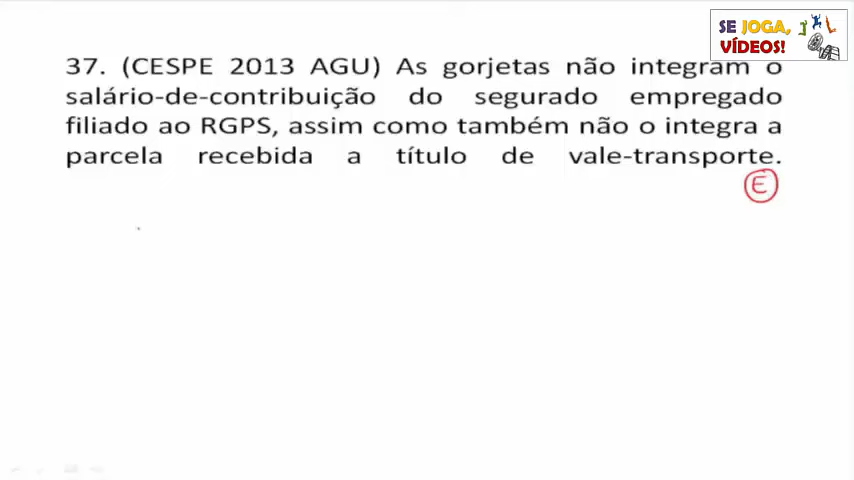 SE JOGA,
VÍDEOS!
37. (CESPE 2013 AGU) As gorjetas não integram o
salário-de-contribuição do segurado empregado
filiado ao RGPS, assim como também não o integra a
parcela recebida a título de vale-transporte.
E